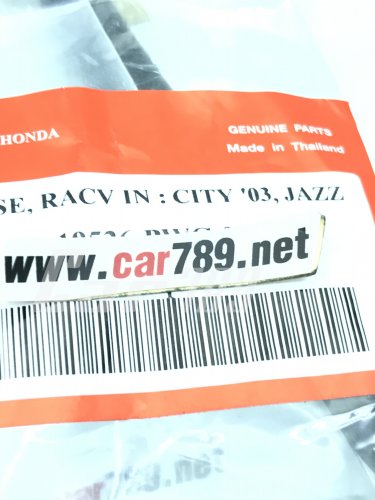 HONDA
GENUINE PARTS
Made in Thailand
SE, RACV IN : CITY '03, JAZZ
www.car789.net